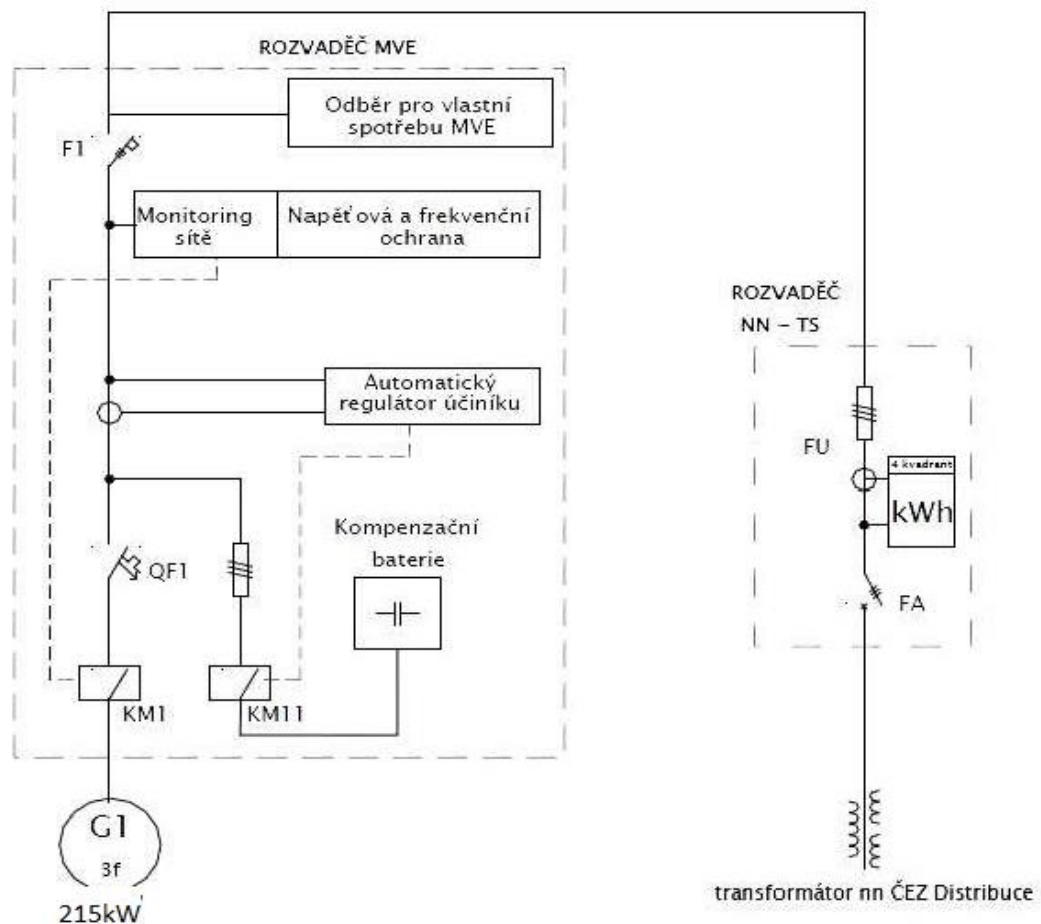 ROZVADĚČ MVE
Odběr pro vlastní
spotřebu MVE
F1
Monitoring
sítě
Napěťová a frekvenční
ochrana
ROZVADĚČ
NN - TS
Automatický
regulátor účiníku
FU
4 kvadrant
kWh
Kompenzační
baterie
QF1
FA
KM1
KM11
G1
3f
215kW
transformátor nn ČEZ Distribuce